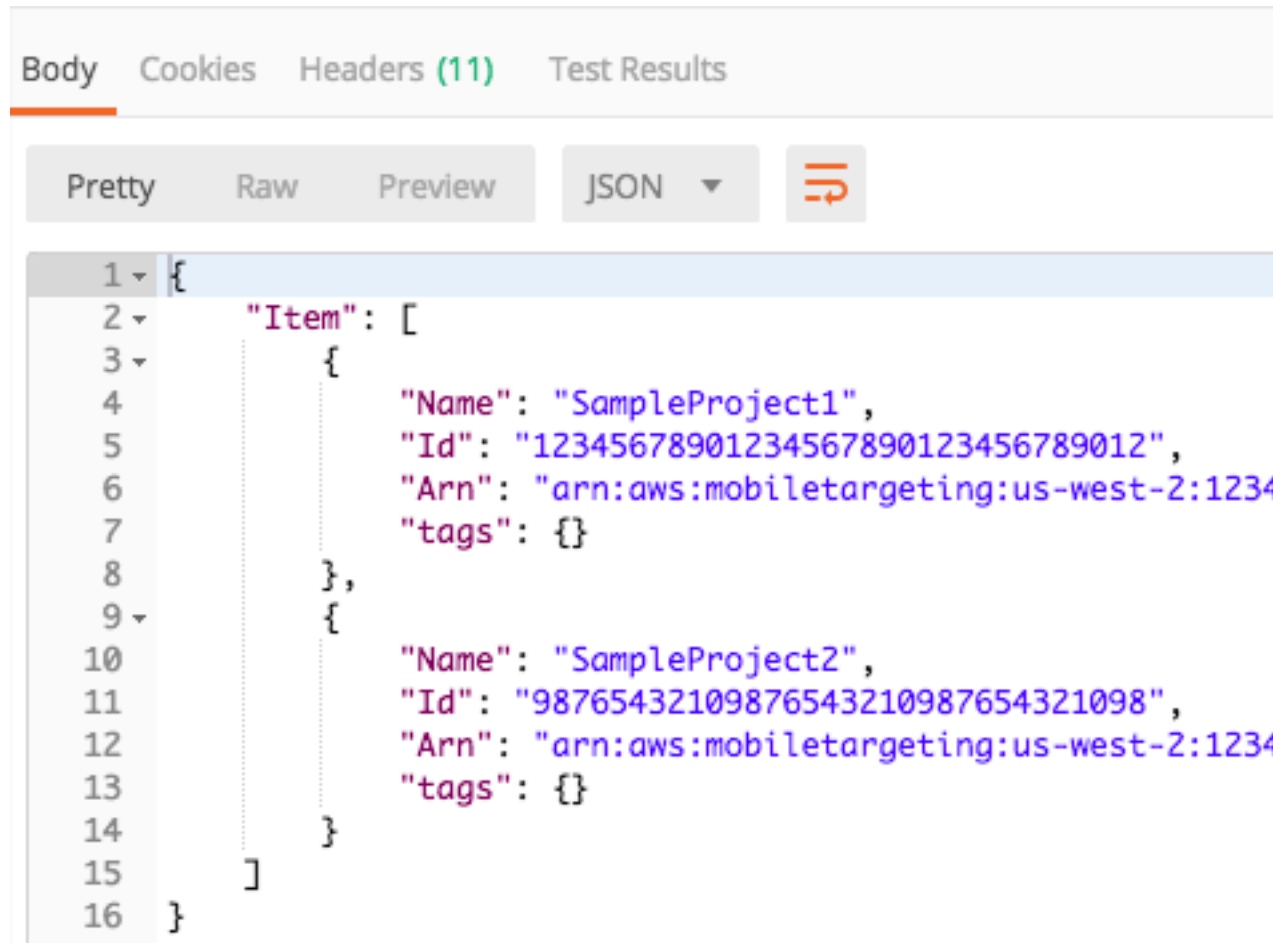 Body Cookies Headers (11) Test Results
Pretty Raw Preview JSON
1 {
2 "Item": [
3 {
4 "Name": "SampleProject1",
5 "Id": "12345678901234567890123456789012",
6 "Arn": "arn:aws:mobiletargeting:us-west-2:1234
7 "tags": {}
8 },
9 {
10 "Name": "SampleProject2",
11 "Id": "98765432109876543210987654321098",
12 "Arn": "arn:aws:mobiletargeting:us-west-2:1234
13 "tags": {}
14 }
15 ]
16 }